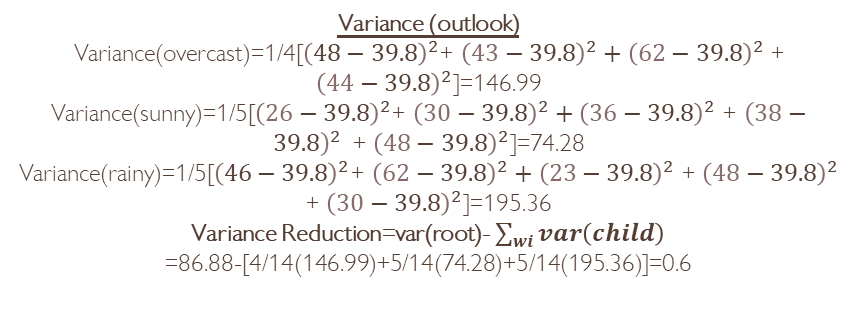 Variance (outlook)
Variance(overcast)=1/4[(48 − 39.8)²+ (43 − 39.8)² + (62 − 39.8)² +
(44 − 39.8)²]=146.99
Variance(sunny)=1/5[(26 − 39.8)²+ (30 − 39.8)² + (36 − 39.8)² + (38 −
39.8)² + (48 − 39.8)²]=74.28
Variance(rainy)=1/5[(46 − 39.8)²+ (62 − 39.8)² + (23 − 39.8)² + (48 − 39.8)²
+ (30 − 39.8)²]=195.36
Variance Reduction=var(root)- ∑wi var(child)
=86.88-[4/14(146.99)+5/14(74.28)+5/14(195.36)]=0.6